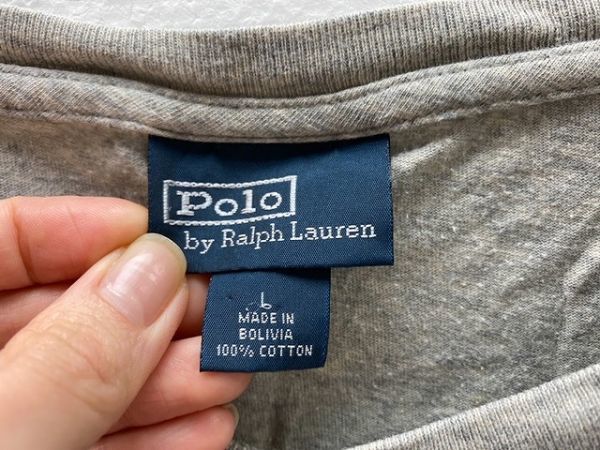 Polo
by Ralph Lauren
L
MADE IN
BOLIVIA
100% COTTON